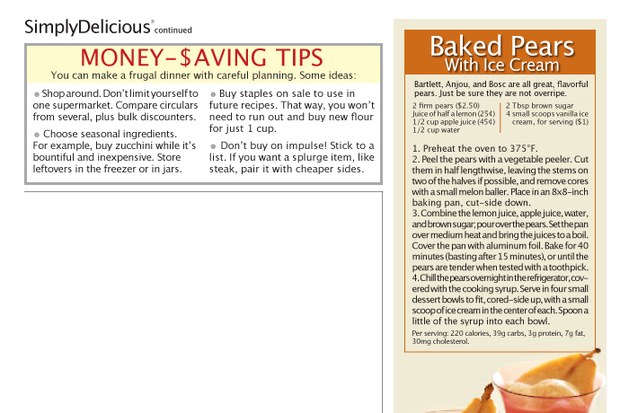 SimplyDelicious® continued
MONEY-$AVING TIPS
You can make a frugal dinner with careful planning. Some ideas:
● Shop around. Don't limit yourself to
one supermarket. Compare circulars
from several, plus bulk discounters.
● Choose seasonal ingredients.
For example, buy zucchini while it's
bountiful and inexpensive. Store
leftovers in the freezer or in jars.
● Buy staples on sale to use in
future recipes. That way, you won't
need to run out and buy new flour
for just 1 cup.
● Don't buy on impulse! Stick to a
list. If you want a splurge item, like
steak, pair it with cheaper sides.
Baked Pears
With Ice Cream
Bartlett, Anjou, and Bosc are all great, flavorful
pears. Just be sure they are not overripe.
2 firm pears ($2.50)
Juice of half a lemon (25¢)
1/2 cup apple juice (45¢)
1/2 cup water
2 Tbsp brown sugar
4 small scoops vanilla ice
cream, for serving ($1)
1. Preheat the oven to 375°F.
2. Peel the pears with a vegetable peeler. Cut
them in half lengthwise, leaving the stems on
two of the halves if possible, and remove cores
with a small melon baller. Place in an 8x8-inch
baking pan, cut-side down.
3. Combine the lemon juice, apple juice, water,
and brown sugar; pour over the pears. Set the pan
over medium heat and bring the juices to a boil.
Cover the pan with aluminum foil. Bake for 40
minutes (basting after 15 minutes), or until the
pears are tender when tested with a toothpick.
4. Chill the pears overnight in the refrigerator, cov-
ered with the cooking syrup. Serve in four small
dessert bowls to fit, cored-side up, with a small
scoop of ice cream in the center of each. Spoon a
little of the syrup into each bowl.
Per serving: 220 calories, 39g carbs, 3g protein, 7g fat,
30mg cholesterol.